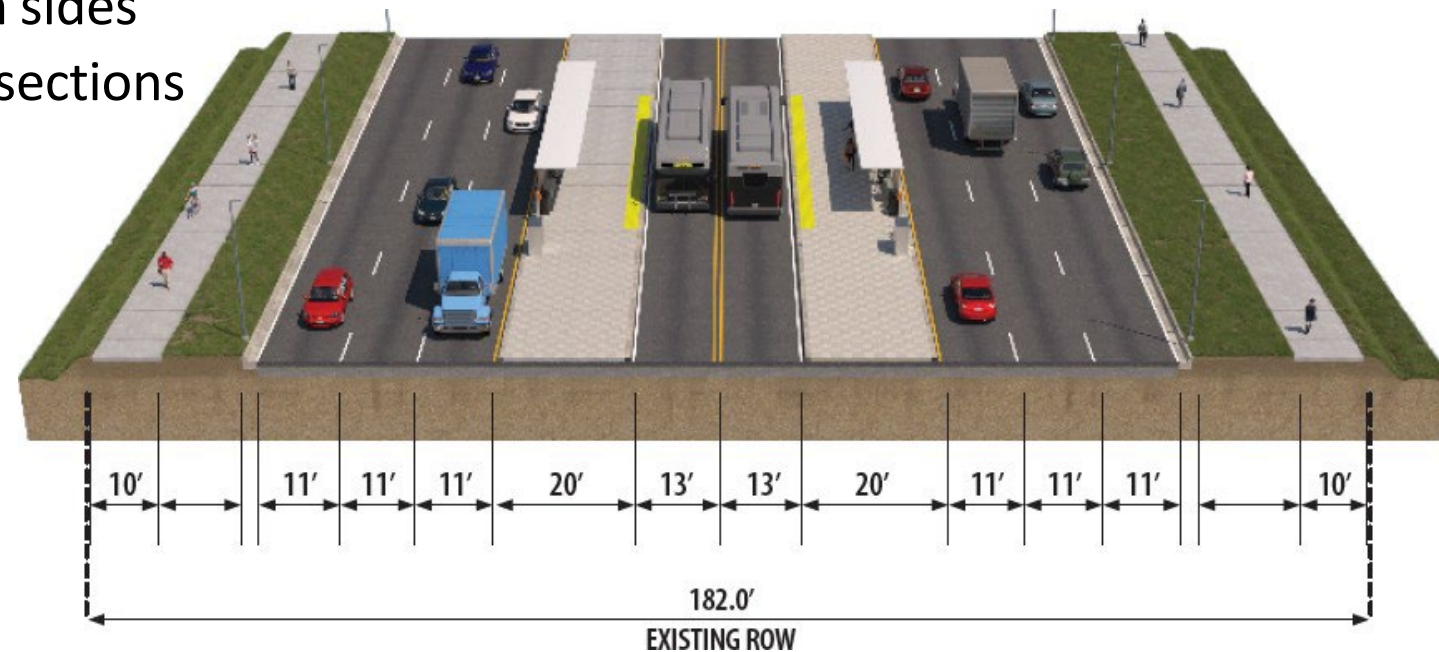 sides
sections
10′ 11′ 11′ 11′ 20′ 13′ 13′ 20′ 11′ 11′ 11′ 10′
182.0′
EXISTING ROW